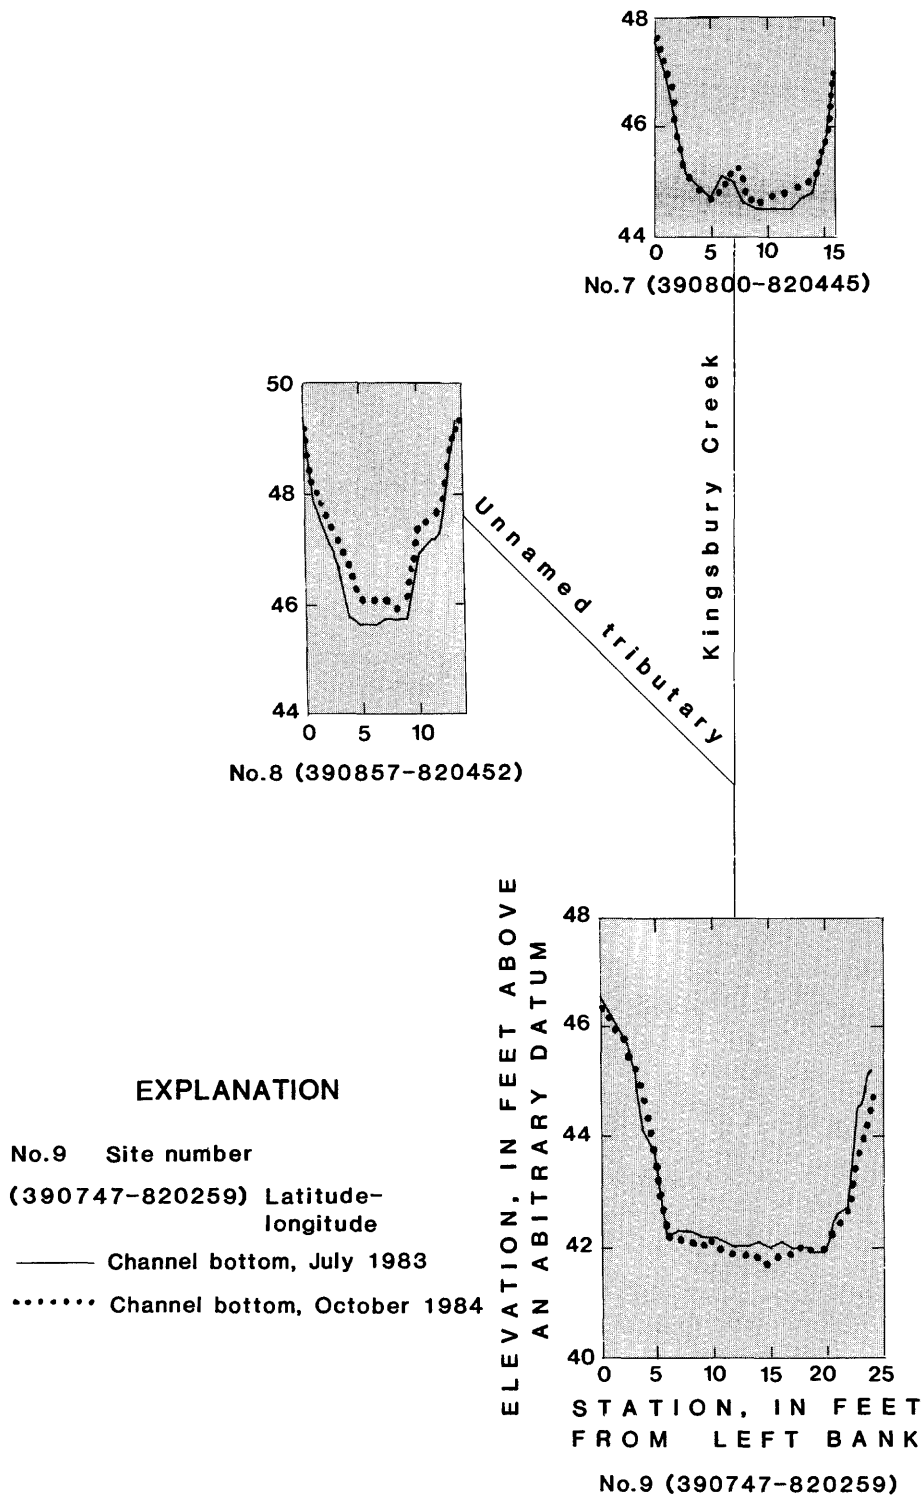 48
46
44
0 5 10 15
No.7 (390800-820445)
Kingsbury Creek
50
48
46
44
0 5 10
No.8 (390857-820452)
Unnamed tributary
ELEVATION, IN FEET ABOVE
AN ARBITRARY DATUM
48
46
44
42
40
0 5 10 15 20 25
STATION, IN FEET
FROM LEFT BANK
No.9 (390747-820259)
EXPLANATION
No.9 Site number
(390747-820259) Latitude-
longitude
Channel bottom, July 1983
Channel bottom, October 1984